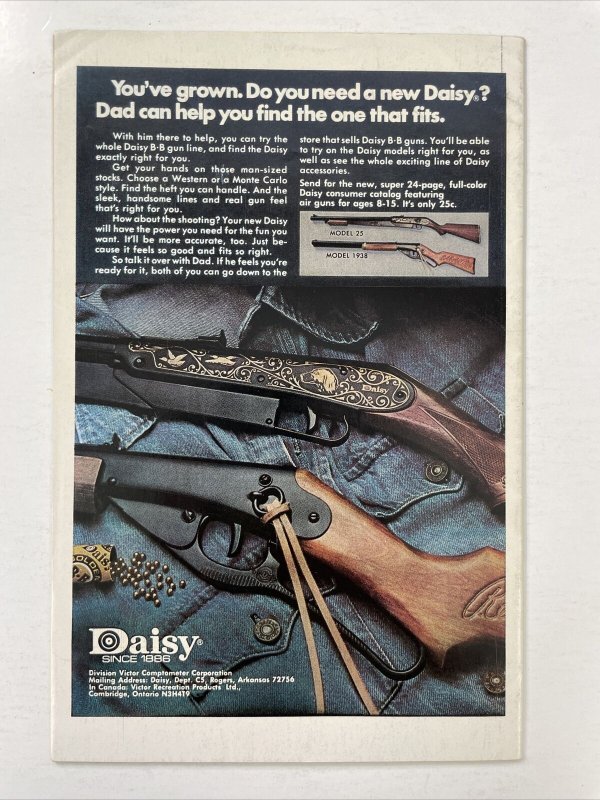 You've grown. Do you need a new Daisy®?
Dad can help you find the one that fits.
With him there to help, you can try the
whole Daisy B·B gun line, and find the Daisy
exactly right for you.
Get your hands on those man-sized
stocks. Choose a Western or a Monte Carlo
style. Find the heft you can handle. And the
sleek, handsome lines and real gun feel
that's right for you.
How about the shooting? Your new Daisy
will have the power you need for the fun you
want. It'll be more accurate, too. Just be-
cause it feels so good and fits so right.
So talk it over with Dad. If he feels you're
ready for it, both of you can go down to the
store that sells Daisy B·B guns. You'll be able
to try on the Daisy models right for you, as
well as see the whole exciting line of Daisy
accessories.
Send for the new, super 24-page, full-color
Daisy consumer catalog featuring
air guns for ages 8-15. It's only 25c.
MODEL 25
MODEL 1938
Daisy
Daisy
Daisy®
SINCE 1886
Division Victor Comptometer Corporation
Mailing Address: Daisy, Dept. C5, Rogers, Arkansas 72756
In Canada: Victor Recreation Products Ltd.,
Cambridge, Ontario N3H4T9